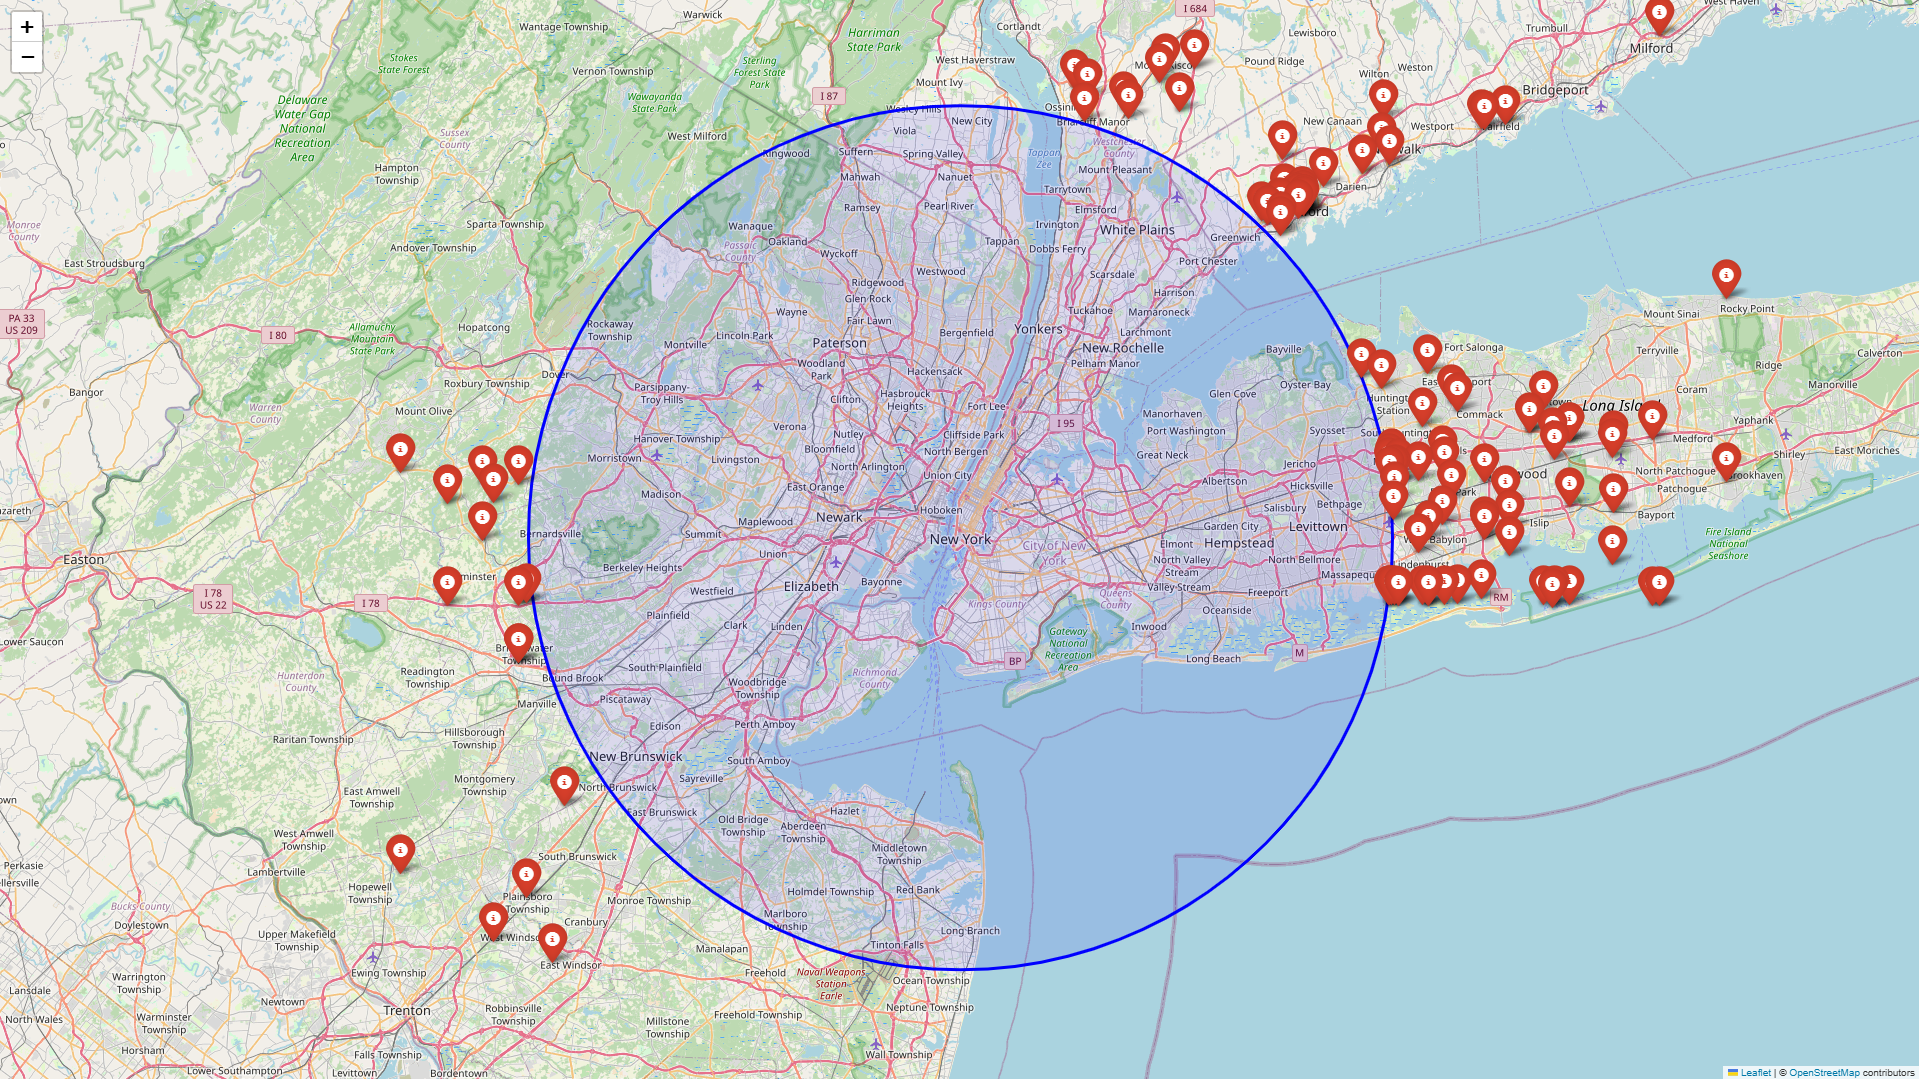 +
−
Stokes
State Forest
Delaware
Water Gap
National
Recreation
Area
Sussex
County
Hampton
Township
Monroe
County
East Stroudsburg
PA 33
US 209
Bangor
Easton
Lower Saucon
I 80
Allamuchy
Mountain
State Park
Warren
County
Andover Township
Sparta Township
Hopatcong
Roxbury Township
Mount Olive
Dover
Wantage Township
Vernon Township
Wawayanda
State Park
West Milford
Warwick
Sterling
Forest State
Park
Harriman
State Park
I 87
I 684
Cortlandt
West Haverstraw
Mount Ivy
Wesley Hills
New City
Viola
Spring Valley
Nanuet
Suffern
Mahwah
Ringwood
Ramsey
Pearl River
Wanaque
Oakland
Passaic
County
Wyckoff
Tappan
Tappan
Zee
Westchester
County
Briarcliff Manor
Mount Pleasant
Tarrytown
Elmsford
Irvington
White Plains
Dobbs Ferry
Scarsdale
Port Chester
Greenwich
Harrison
Tuckahoe
Mamaroneck
Larchmont
Yonkers
New Rochelle
Pelham Manor
Westwood
Ridgewood
Glen Rock
Fair Lawn
Wayne
Bergenfield
Lincoln Park
Montville
Paterson
Rockaway
Township
Woodland
Park
Hackensack
Hasbrouck
Heights
Fort Lee
Parsippany-
Troy Hills
Clifton
Verona
Nutley
Cliffside Park
Bloomfield
North Bergen
Hanover Township
Morristown
Livingston
North Arlington
Union City
I 95
East Orange
Madison
Maplewood
Newark
Hoboken
Bernardsville
Summit
New York
City of New
York
Union
Berkeley Heights
Elizabeth
Bayonne
Westfield
Kings County
Queens
County
Plainfield
Clark
Linden
South Plainfield
Gateway
National
Recreation
Area
BP
Richmond
County
Woodbridge
Township
Bound Brook
Piscataway
Edison
Perth Amboy
New Brunswick
South Amboy
Sayreville
North Brunswick
East Brunswick
Old Bridge
Township
Hazlet
Aberdeen
Township
Middletown
Township
Holmdel Township
Red Bank
Marlboro
Township
Long Branch
Tinton Falls
Manalapan
Freehold
Naval Weapons
Station
Earle
Ocean Township
Neptune Township
Freehold Township
Millstone
Township
Wall Township
I 78
US 22
I 78
Readington
Township
Hunterdon
County
Manville
Hillsborough
Township
Raritan Township
Montgomery
Township
East Amwell
Township
West Amwell
Township
Lambertville
Hopewell
Township
South Brunswick
Plainsboro
Township
Cranbury
Monroe Township
East Windsor
Bucks County
Doylestown
Upper Makefield
Township
Ewing Township
Trenton
Robbinsville
Township
Perkasie
Warrington
Township
Lansdale
North Wales
Warminster
Township
Newtown
Horsham
Falls Township
Lower Southampton
Levittown
Bordentown
Lewisboro
Pound Ridge
Wilton
Weston
Trumbull
West Haven
Milford
Bridgeport
Fairfield
New Canaan
Westport
Darien
Bayville
Oyster Bay
Glen Cove
Manorhaven
Port Washington
Great Neck
Syosset
Jericho
Albertson
Hicksville
Salisbury
Bethpage
Garden City
Levittown
Elmont
Hempstead
North Valley
Stream
North Bellmore
Valley Stream
Freeport
Massapequa
Oceanside
Inwood
Long Beach
M
RM
Huntington
Station
Fort Salonga
Commack
Long Island
Mount Sinai
Rocky Point
Terryville
Ridge
Coram
Calverton
Manorville
Yaphank
Medford
Shirley
East Moriches
North Patchogue
Patchogue
Brookhaven
Bayport
Islip
Fire Island
National
Seashore
Leaflet | © OpenStreetMap contributors